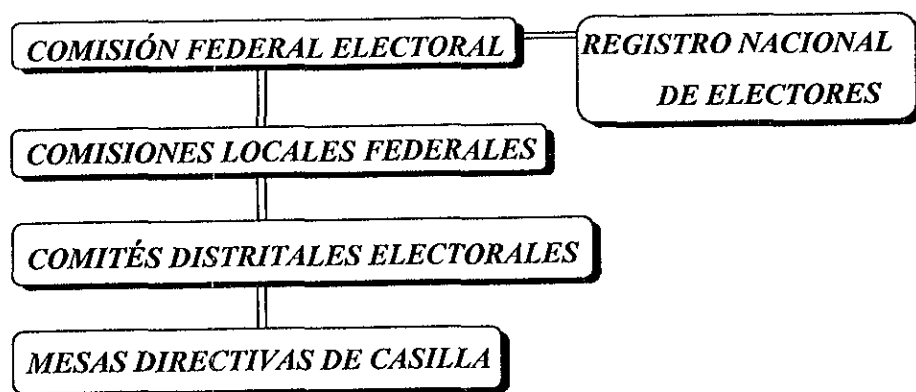 COMISIÓN FEDERAL ELECTORAL
REGISTRO NACIONAL
DE ELECTORES
COMISIONES LOCALES FEDERALES
COMITÉS DISTRITALES ELECTORALES
MESAS DIRECTIVAS DE CASILLA